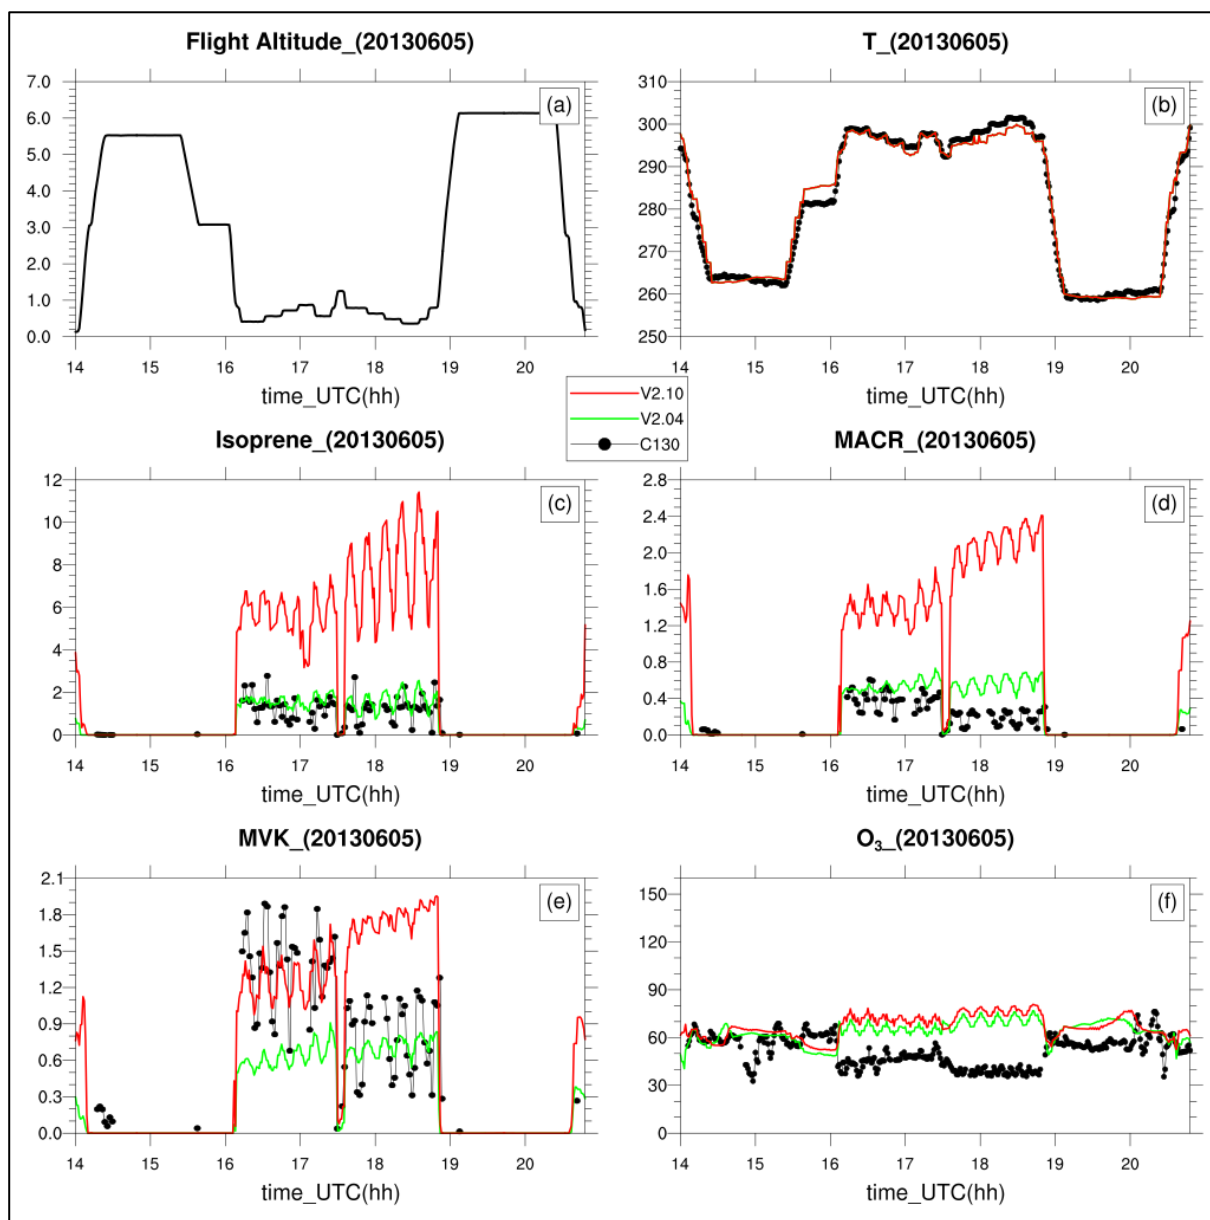 Flight Altitude_(20130605)
T_(20130605)
7.0
6.0
5.0
4.0
3.0
2.0
1.0
0.0
(a)
14 15 16 17 18 19 20
time_UTC(hh)
310
300
290
280
270
260
250
(b)
14 15 16 17 18 19 20
time_UTC(hh)
V2.10
V2.04
C130
Isoprene_(20130605)
MACR_(20130605)
12
10
8
6
4
2
0
(c)
14 15 16 17 18 19 20
time_UTC(hh)
2.8
2.4
2.0
1.6
1.2
0.8
0.4
0.0
(d)
14 15 16 17 18 19 20
time_UTC(hh)
MVK_(20130605)
O₃_(20130605)
2.1
1.8
1.5
1.2
0.9
0.6
0.3
0.0
(e)
14 15 16 17 18 19 20
time_UTC(hh)
150
120
90
60
30
0
(f)
14 15 16 17 18 19 20
time_UTC(hh)